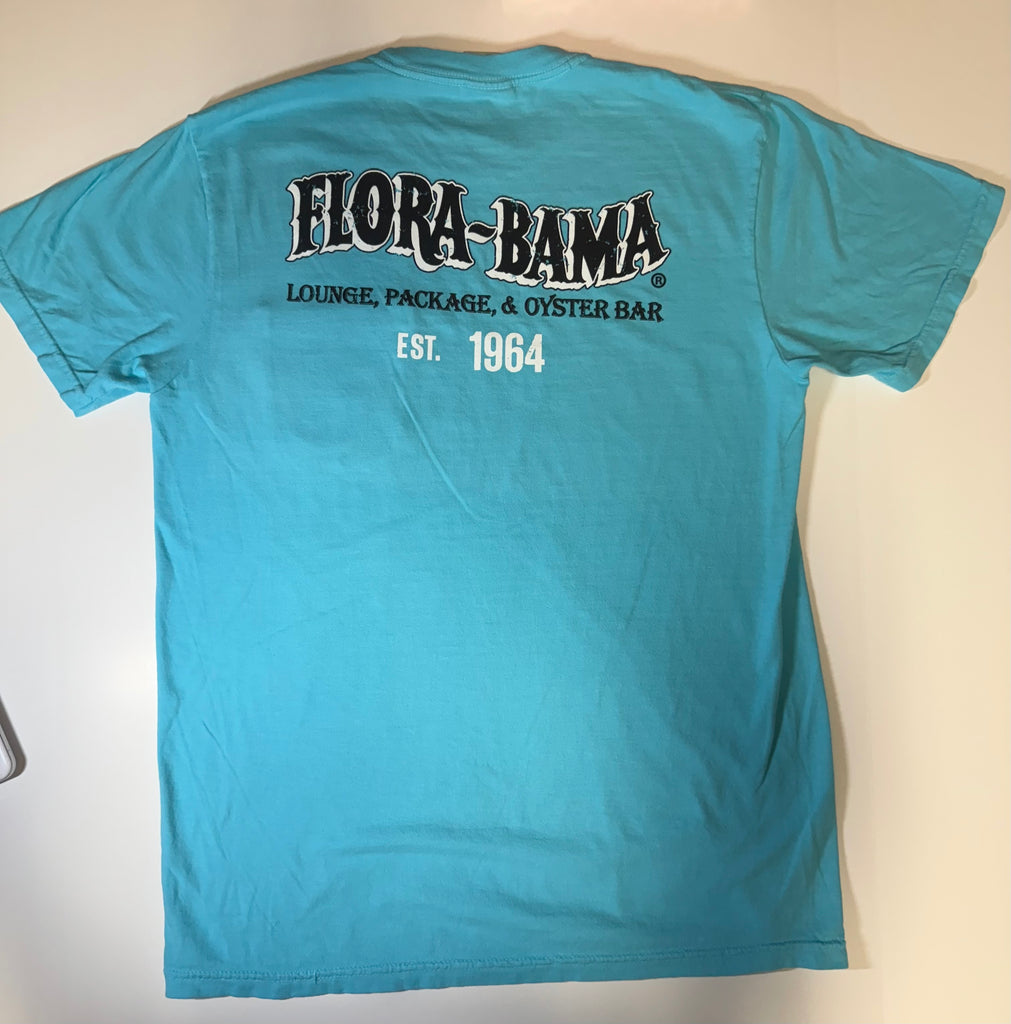 FLORA-BAMA®
LOUNGE, PACKAGE, & OYSTER BAR
EST. 1964